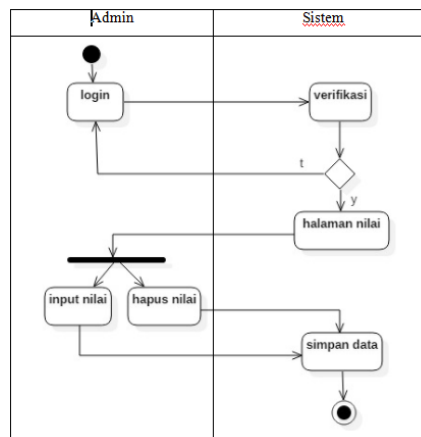 Admin
Sistem
login
verifikasi
t
y
halaman nilai
input nilai
hapus nilai
simpan data